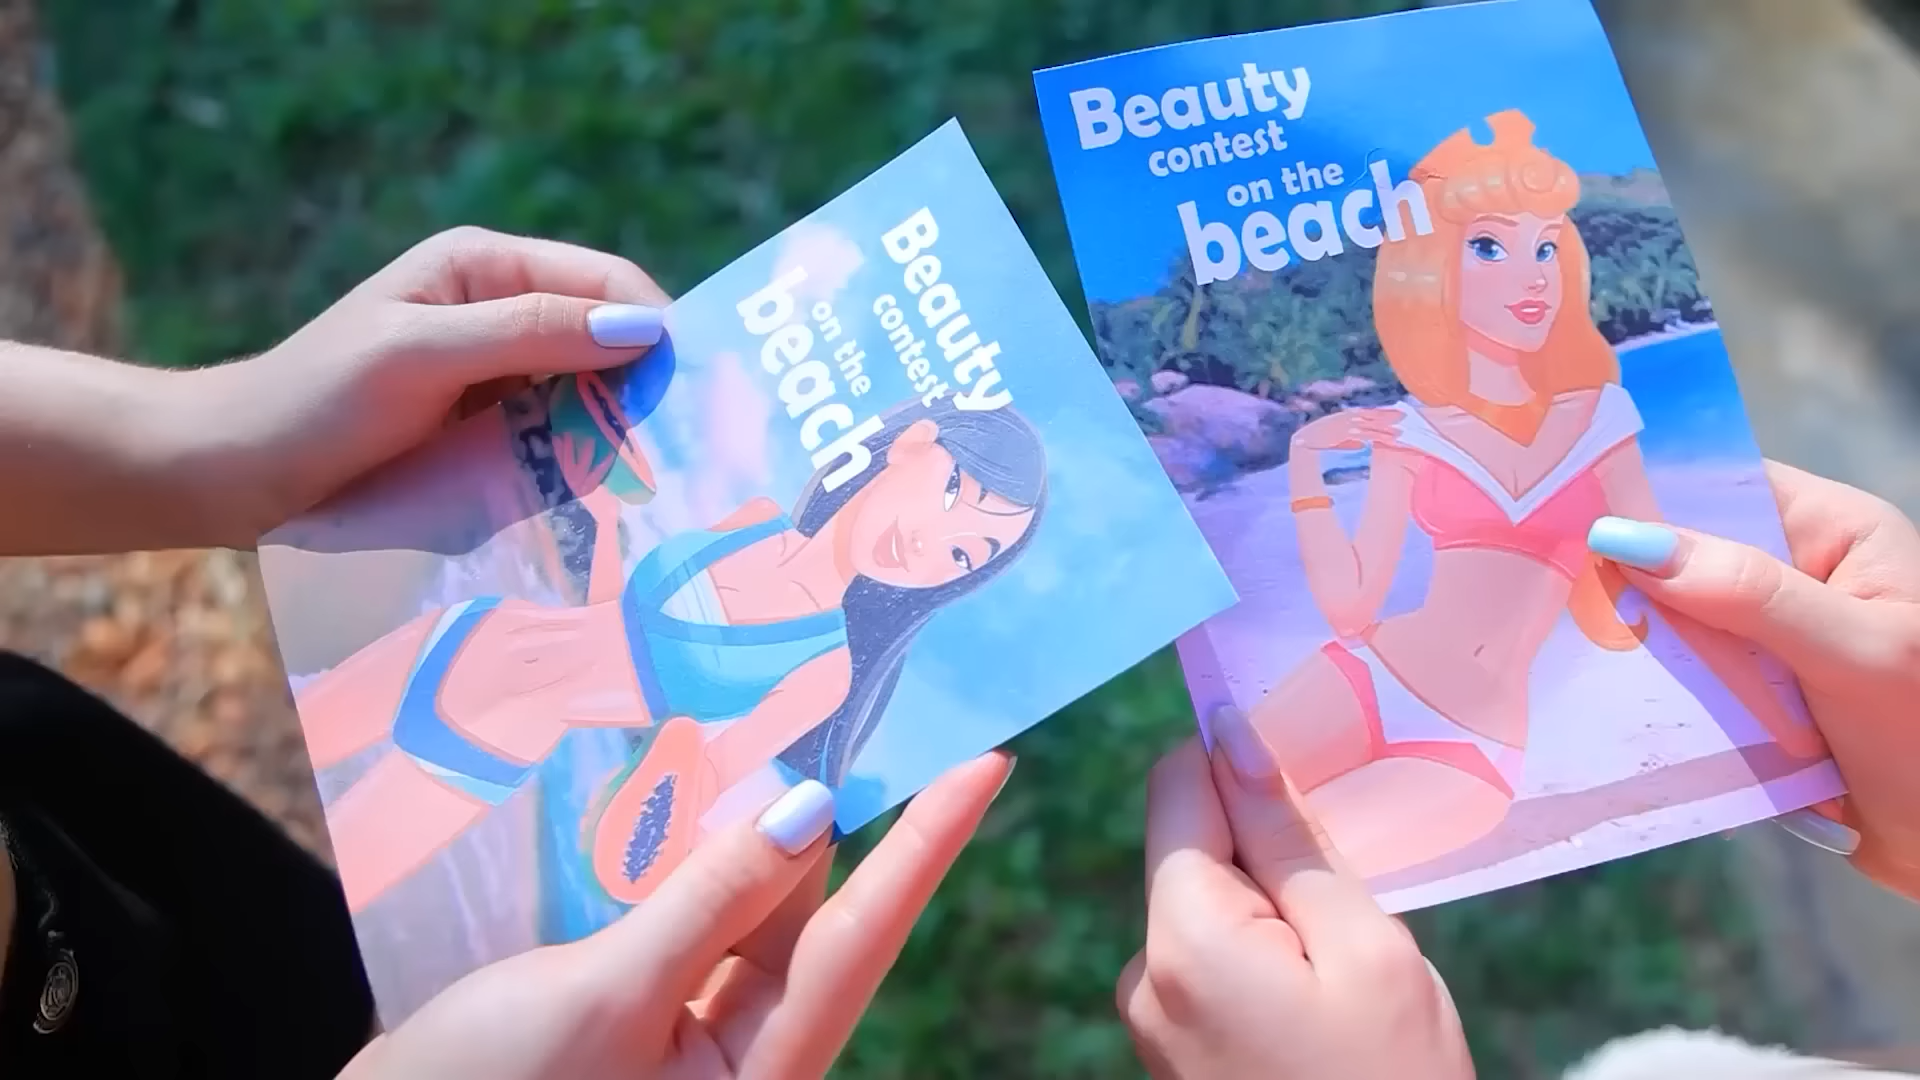 Beauty
contest
on the
beach
Beauty
contest
on the
beach